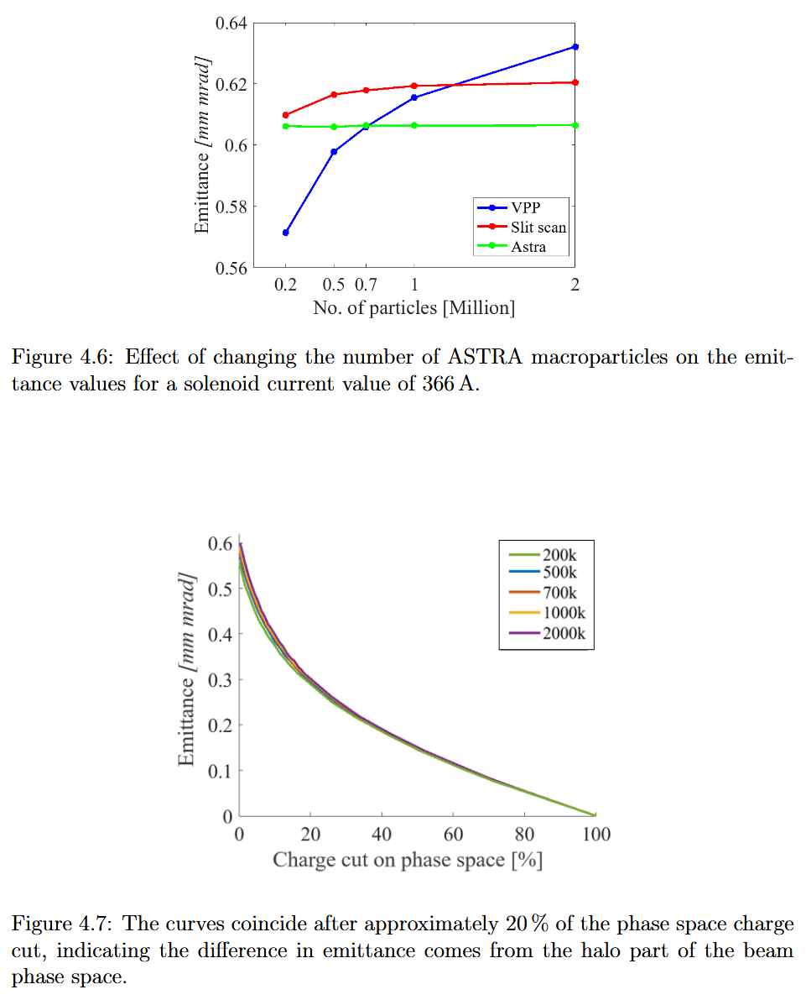 0.64
0.62
0.6
0.58
0.56
Emittance [mm mrad]
VPP
Slit scan
Astra
0.2 0.5 0.7 1 2
No. of particles [Million]
Figure 4.6: Effect of changing the number of ASTRA macroparticles on the emit-
tance values for a solenoid current value of 366 A.
0.6
0.5
0.4
0.3
0.2
0.1
0
Emittance [mm mrad]
200k
500k
700k
1000k
2000k
0 20 40 60 80 100
Charge cut on phase space [%]
Figure 4.7: The curves coincide after approximately 20 % of the phase space charge
cut, indicating the difference in emittance comes from the halo part of the beam
phase space.